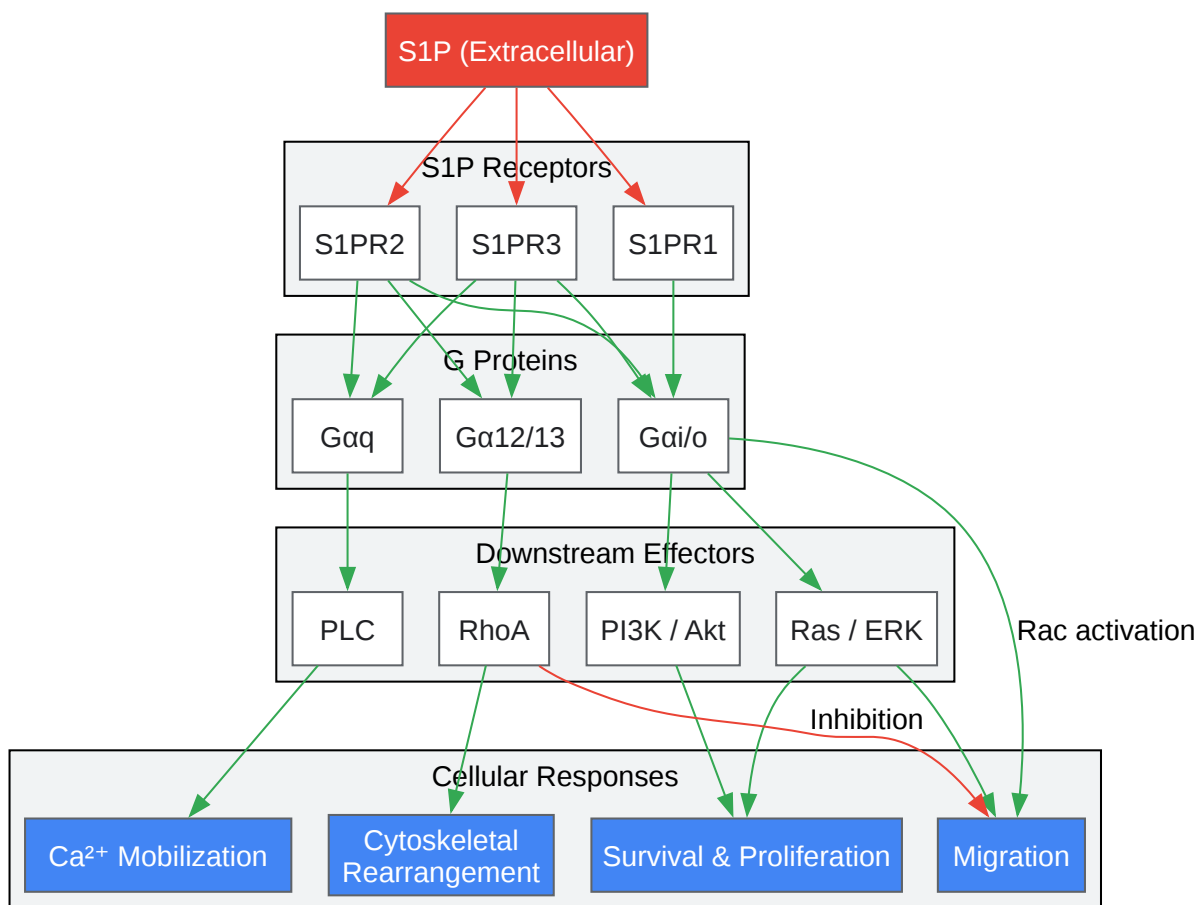 S1P (Extracellular)
S1P Receptors
S1PR2
S1PR3
S1PR1
G Proteins
Gαq
Gα12/13
Gαi/o
Downstream Effectors
PLC
RhoA
PI3K / Akt
Ras / ERK
Rac activation
Inhibition
Cellular Responses
Ca²⁺ Mobilization
Cytoskeletal
Rearrangement
Survival & Proliferation
Migration